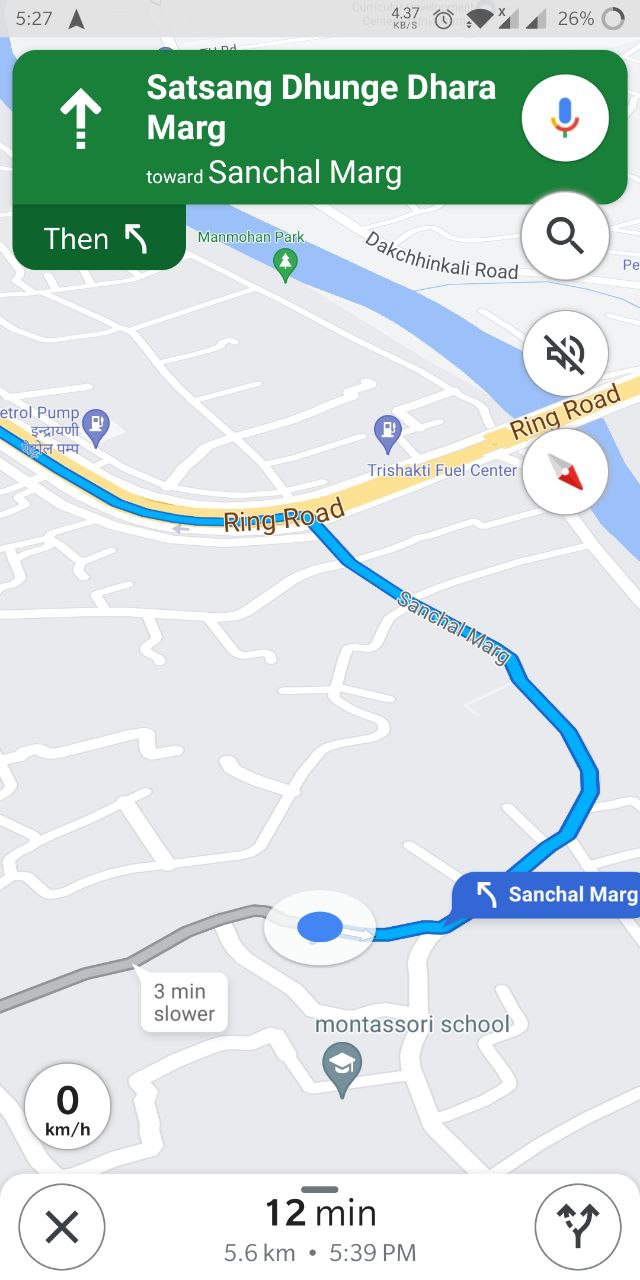 5:27
4.37
KB/S
x
26%
Satsang Dhunge Dhara
Marg
toward Sanchal Marg
Then
Manmohan Park
Dakchhinkali Road
Pe
Ring Road
etrol Pump
इन्द्रायणी
पेट्रोल पम्प
Trishakti Fuel Center
Ring Road
Sanchal Marg
Sanchal Marg
3 min
slower
montassori school
0
km/h
12 min
5.6 km • 5:39 PM